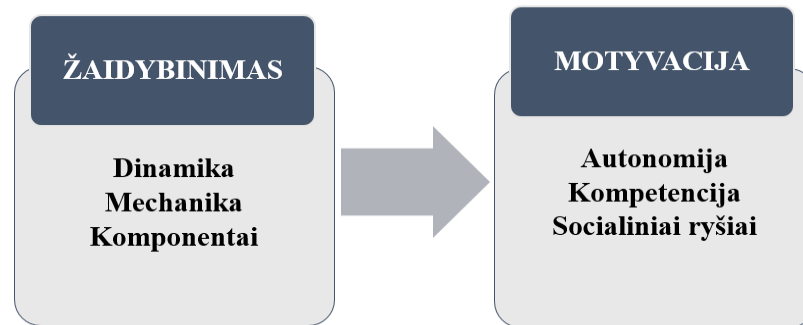 ŽAIDYBINIMAS
Dinamika
Mechanika
Komponentai
MOTYVACIJA
Autonomija
Kompetencija
Socialiniai ryšiai